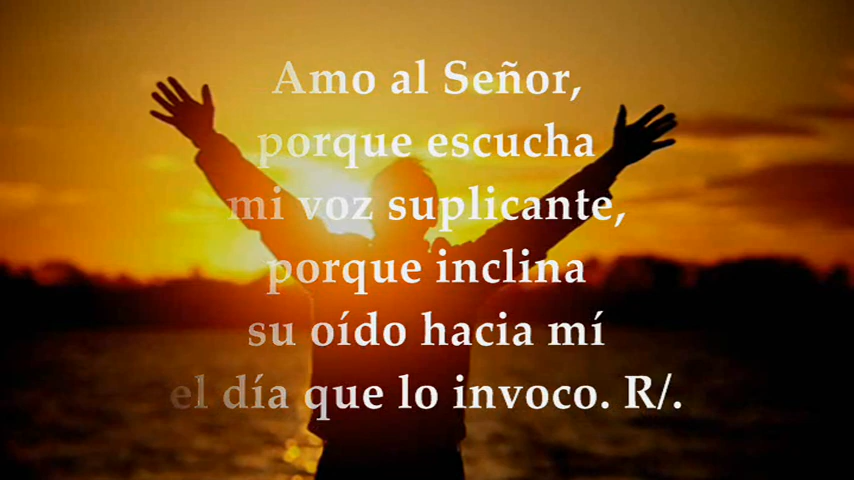 Amo al Señor,
porque escucha
mi voz suplicante,
porque inclina
su oído hacia mí
el día que lo invoco. R/.